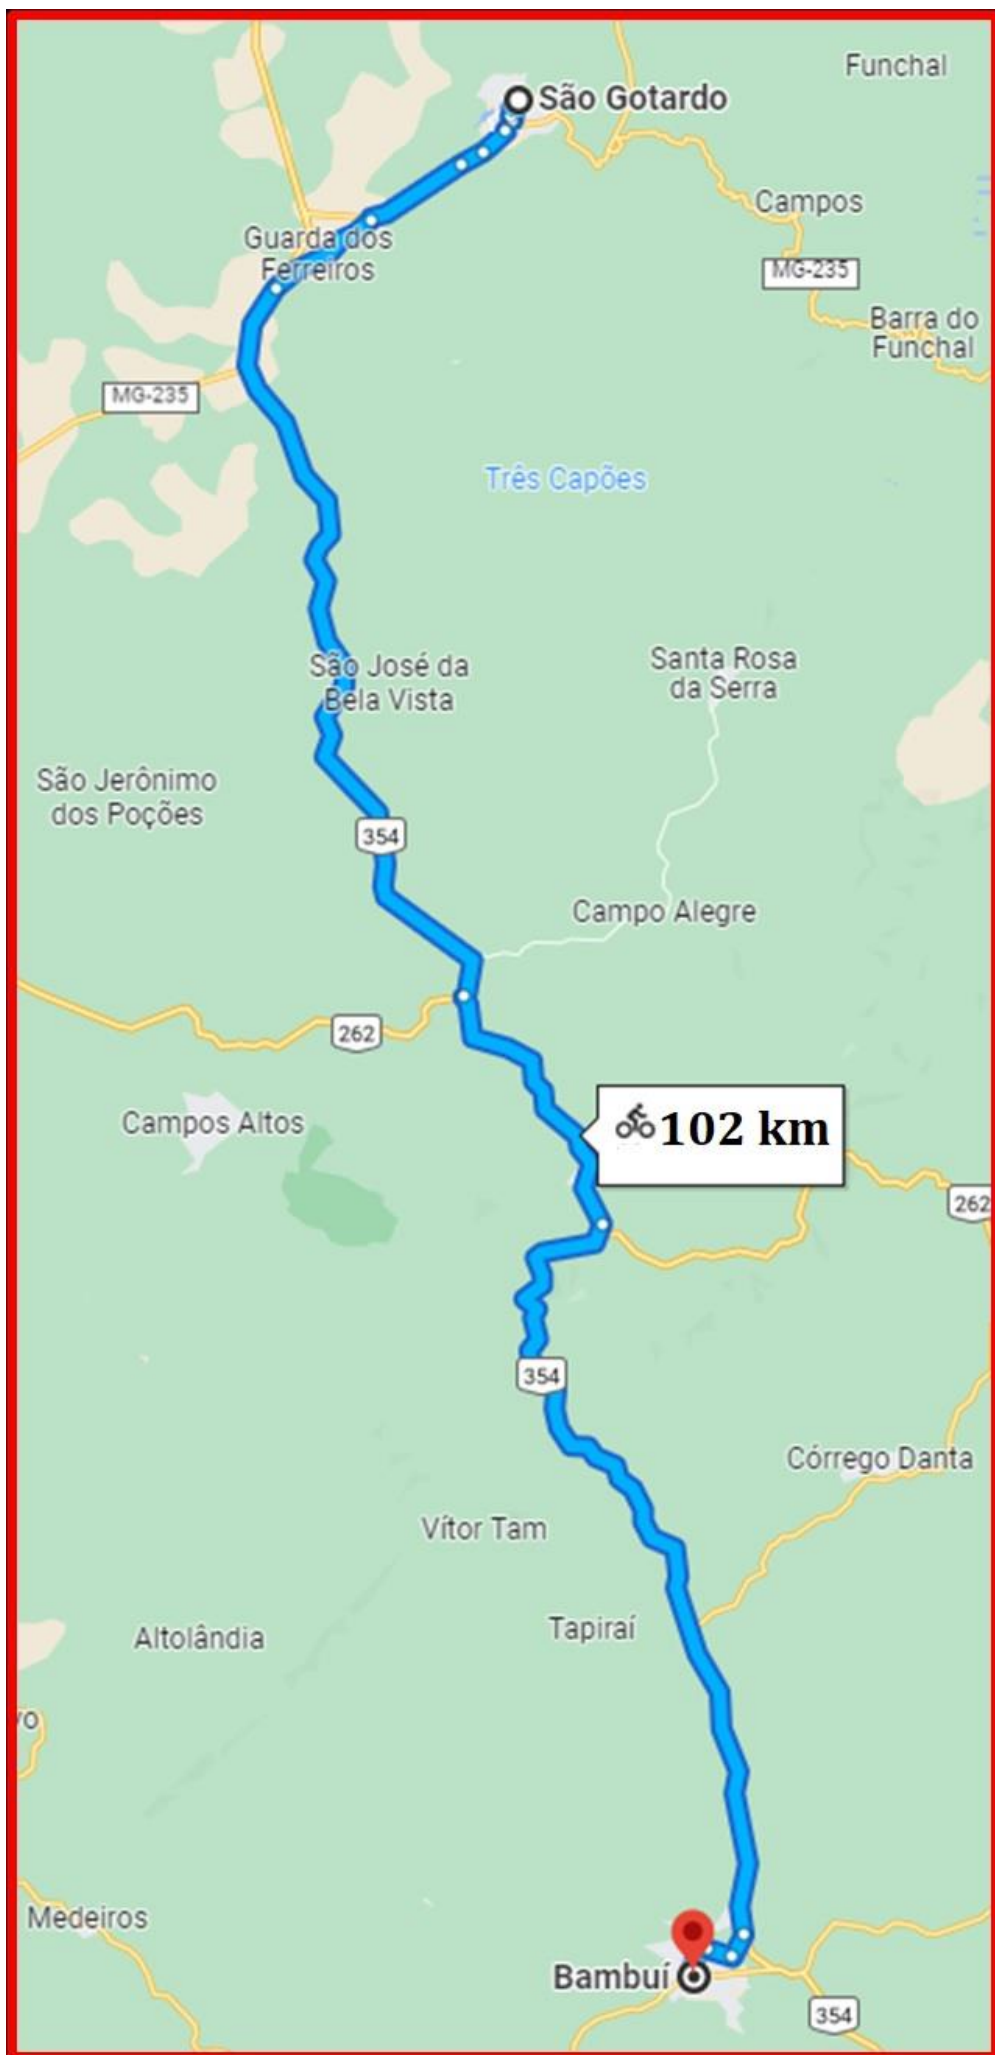 Funchal
São Gotardo
Campos
Guarda dos
Ferreiros
MG-235
Barra do
Funchal
MG-235
Três Capões
São José da
Bela Vista
Santa Rosa
da Serra
São Jerônimo
dos Poções
354
Campo Alegre
262
Campos Altos
102 km
262
354
Córrego Danta
Vítor Tam
Tapiraí
Altolândia
Medeiros
Bambuí
354